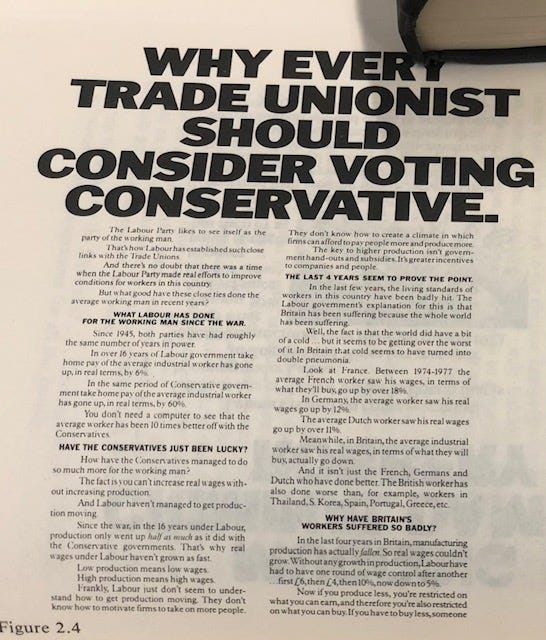 WHY EVERY
TRADE UNIONIST
SHOULD
CONSIDER VOTING
CONSERVATIVE.
The Labour Party likes to see itself as the
party of the working man.
That's how Labour has established such close
links with the Trade Unions.
And there's no doubt that there was a time
when the Labour Party made real efforts to improve
conditions for workers in this country.
But what good have these close ties done the
average working man in recent years?
WHAT LABOUR HAS DONE
FOR THE WORKING MAN SINCE THE WAR.
Since 1945, both parties have had roughly
the same number of years in power.
In over 16 years of Labour government take
home pay of the average industrial worker has gone
up, in real terms, by 6%.
In the same period of Conservative govern-
ment take home pay of the average industrial worker
has gone up, in real terms, by 60%.
You don't need a computer to see that the
average worker has been 10 times better off with the
Conservatives.
HAVE THE CONSERVATIVES JUST BEEN LUCKY?
How have the Conservatives managed to do
so much more for the working man?
The fact is you can't increase real wages with-
out increasing production.
And Labour haven't managed to get produc-
tion moving.
Since the war, in the 16 years under Labour,
production only went up half as much as it did with
the Conservative governments. That's why real
wages under Labour haven't grown as fast.
Low production means low wages.
High production means high wages.
Frankly, Labour just don't seem to under-
stand how to get production moving. They don't
know how to motivate firms to take on more people.
They don't know how to create a climate in which
firms can afford to pay people more and produce more.
The key to higher production isn't govern-
ment hand-outs and subsidies. It's greater incentives
to companies and people.
THE LAST 4 YEARS SEEM TO PROVE THE POINT.
In the last few years, the living standards of
workers in this country have been badly hit. The
Labour government's explanation for this is that
Britain has been suffering because the whole world
has been suffering.
Well, the fact is that the world did have a bit
of a cold ... but it seems to be getting over the worst
of it. In Britain that cold seems to have turned into
double pneumonia.
Look at France. Between 1974-1977 the
average French worker saw his wages, in terms of
what they'll buy, go up by over 18%.
In Germany, the average worker saw his real
wages go up by 12%.
The average Dutch worker saw his real wages
go up by over 11%.
Meanwhile, in Britain, the average industrial
worker saw his real wages, in terms of what they will
buy, actually go down.
And it isn't just the French, Germans and
Dutch who have done better. The British worker has
also done worse than, for example, workers in
Thailand, S. Korea, Spain, Portugal, Greece, etc.
WHY HAVE BRITAIN'S
WORKERS SUFFERED SO BADLY?
In the last four years in Britain, manufacturing
production has actually fallen. So real wages couldn't
grow. Without any growth in production, Labour have
had to have one round of wage control after another
...first £6, then £4, then 10%, now down to 5%.
Now if you produce less, you're restricted on
what you can earn, and therefore you're also restricted
on what you can buy. If you have to buy less, someone
Figure 2.4